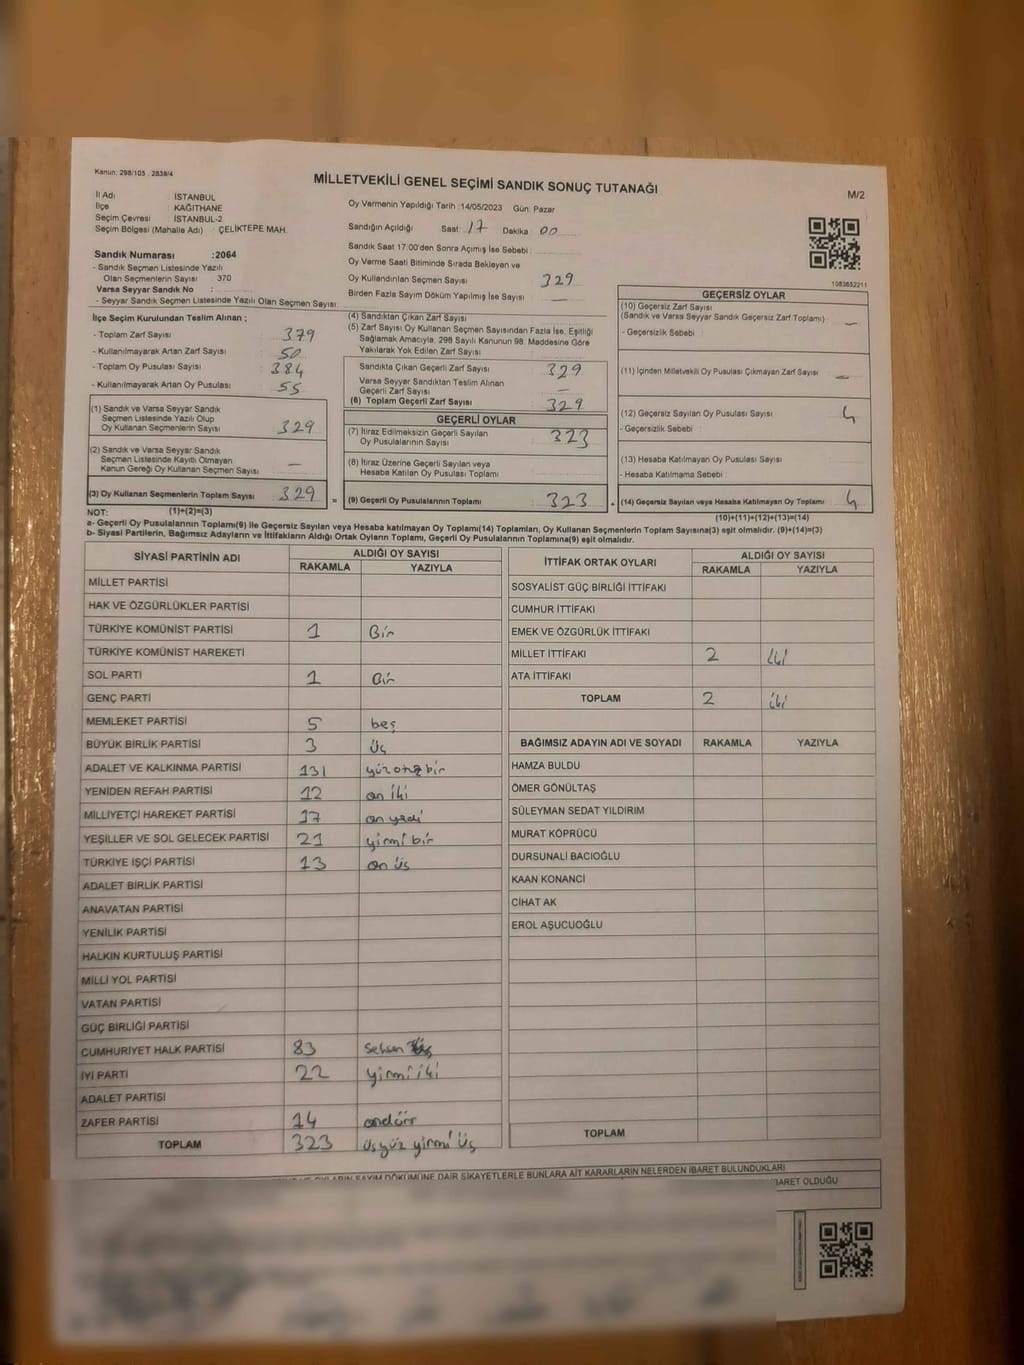 Kanun: 298/105 . 2839/4
MİLLETVEKİLİ GENEL SEÇİMİ SANDIK SONUÇ TUTANAĞI
M/2
İl Adı : İSTANBUL
İlçe : KAĞITHANE
Seçim Çevresi : İSTANBUL-2
Seçim Bölgesi (Mahalle Adı) : ÇELİKTEPE MAH.
Oy Vermenin Yapıldığı Tarih :14/05/2023 Gün: Pazar
Sandığın Açıldığı Saat: 17 Dakika 00
Sandık Saat 17:00'den Sonra Açımış İse Sebebi :
Oy Verme Saati Bitiminde Sırada Bekleyen ve
Oy Kullandırılan Seçmen Sayısı 329
Birden Fazla Sayım Döküm Yapılmış İse Sayısı —
1083652211
Sandık Numarası :2064
- Sandık Seçmen Listesinde Yazılı
Olan Seçmenlerin Sayısı : 370
Varsa Seyyar Sandık No :
- Seyyar Sandık Seçmen Listesinde Yazılı Olan Seçmen Sayısı:
İlçe Seçim Kurulundan Teslim Alınan ;
- Toplam Zarf Sayısı 379
- Kullanılmayarak Artan Zarf Sayısı 50
- Toplam Oy Pusulası Sayısı 384
- Kullanılmayarak Artan Oy Pusulası 55
(1) Sandık ve Varsa Seyyar Sandık
Seçmen Listesinde Yazılı Olup
Oy Kullanan Seçmenlerin Sayısı 329
(2) Sandık ve Varsa Seyyar Sandık
Seçmen Listesinde Kayıtlı Olmayan
Kanun Gereği Oy Kullanan Seçmen Sayısı —
(3) Oy Kullanan Seçmenlerin Toplam Sayısı 329
(4) Sandıktan Çıkan Zarf Sayısı
(5) Zarf Sayısı Oy Kullanan Seçmen Sayısından Fazla İse, Eşitliği
Sağlamak Amacıyla, 298 Sayılı Kanunun 98. Maddesine Göre
Yakılarak Yok Edilen Zarf Sayısı
Sandıkta Çıkan Geçerli Zarf Sayısı 329
Varsa Seyyar Sandıktan Teslim Alınan
Geçerli Zarf Sayısı —
(6) Toplam Geçerli Zarf Sayısı 329
GEÇERLİ OYLAR
(7) İtiraz Edilmeksizin Geçerli Sayılan
Oy Pusulalarının Sayısı 323
(8) İtiraz Üzerine Geçerli Sayılan veya
Hesaba Katılan Oy Pusulası Toplamı
= (9) Geçerli Oy Pusulalarının Toplamı 323
GEÇERSİZ OYLAR
(10) Geçersiz Zarf Sayısı
(Sandık ve Varsa Seyyar Sandık Geçersiz Zarf Toplamı) —
- Geçersizlik Sebebi :
(11) İçinden Milletvekili Oy Pusulası Çıkmayan Zarf Sayısı —
(12) Geçersiz Sayılan Oy Pusulası Sayısı 4
- Geçersizlik Sebebi :
(13) Hesaba Katılmayan Oy Pusulası Sayısı
- Hesaba Katılmama Sebebi :
+ (14) Geçersiz Sayılan veya Hesaba Katılmayan Oy Toplamı 4
NOT: (1)+(2)=(3)
(10)+(11)+(12)+(13)=(14)
a- Geçerli Oy Pusulalarının Toplamı(9) ile Geçersiz Sayılan veya Hesaba katılmayan Oy Toplamı(14) Toplamları, Oy Kullanan Seçmenlerin Toplam Sayısına(3) eşit olmalıdır. (9)+(14)=(3)
b- Siyasi Partilerin, Bağımsız Adayların ve İttifakların Aldığı Ortak Oyların Toplamı, Geçerli Oy Pusulalarının Toplamına(9) eşit olmalıdır.
SİYASİ PARTİNİN ADI ALDIĞI OY SAYISI
RAKAMLA YAZIYLA
MİLLET PARTİSİ
HAK VE ÖZGÜRLÜKLER PARTİSİ
TÜRKİYE KOMÜNİST PARTİSİ 1 Bir
TÜRKİYE KOMÜNİST HAREKETİ
SOL PARTİ 1 Bir
GENÇ PARTİ
MEMLEKET PARTİSİ 5 beş
BÜYÜK BİRLİK PARTİSİ 3 üç
ADALET VE KALKINMA PARTİSİ 131 yüzotuzbir
YENİDEN REFAH PARTİSİ 12 on iki
MİLLİYETÇİ HAREKET PARTİSİ 17 on yedi
YEŞİLLER VE SOL GELECEK PARTİSİ 21 yirmi bir
TÜRKİYE İŞÇİ PARTİSİ 13 on üç
ADALET BİRLİK PARTİSİ
ANAVATAN PARTİSİ
YENİLİK PARTİSİ
HALKIN KURTULUŞ PARTİSİ
MİLLİ YOL PARTİSİ
VATAN PARTİSİ
GÜÇ BİRLİĞİ PARTİSİ
CUMHURİYET HALK PARTİSİ 83 seksen üç
İYİ PARTİ 22 yirmi iki
ADALET PARTİSİ
ZAFER PARTİSİ 14 ondört
TOPLAM 323 üçyüz yirmi üç
İTTİFAK ORTAK OYLARI ALDIĞI OY SAYISI
RAKAMLA YAZIYLA
SOSYALİST GÜÇ BİRLİĞİ İTTİFAKI
CUMHUR İTTİFAKI
EMEK VE ÖZGÜRLÜK İTTİFAKI
MİLLET İTTİFAKI 2 iki
ATA İTTİFAKI
TOPLAM 2 iki
BAĞIMSIZ ADAYIN ADI VE SOYADI RAKAMLA YAZIYLA
HAMZA BULDU
ÖMER GÖNÜLTAŞ
SÜLEYMAN SEDAT YILDIRIM
MURAT KÖPRÜCÜ
DURSUNALİ BACIOĞLU
KAAN KONANCİ
CİHAT AK
EROL AŞUCUOĞLU
TOPLAM
OYLARIN SAYIM DÖKÜMÜNE DAİR ŞİKAYETLERLE BUNLARA AİT KARARLARIN NELERDEN İBARET BULUNDUKLARI
İBARET OLDUĞU